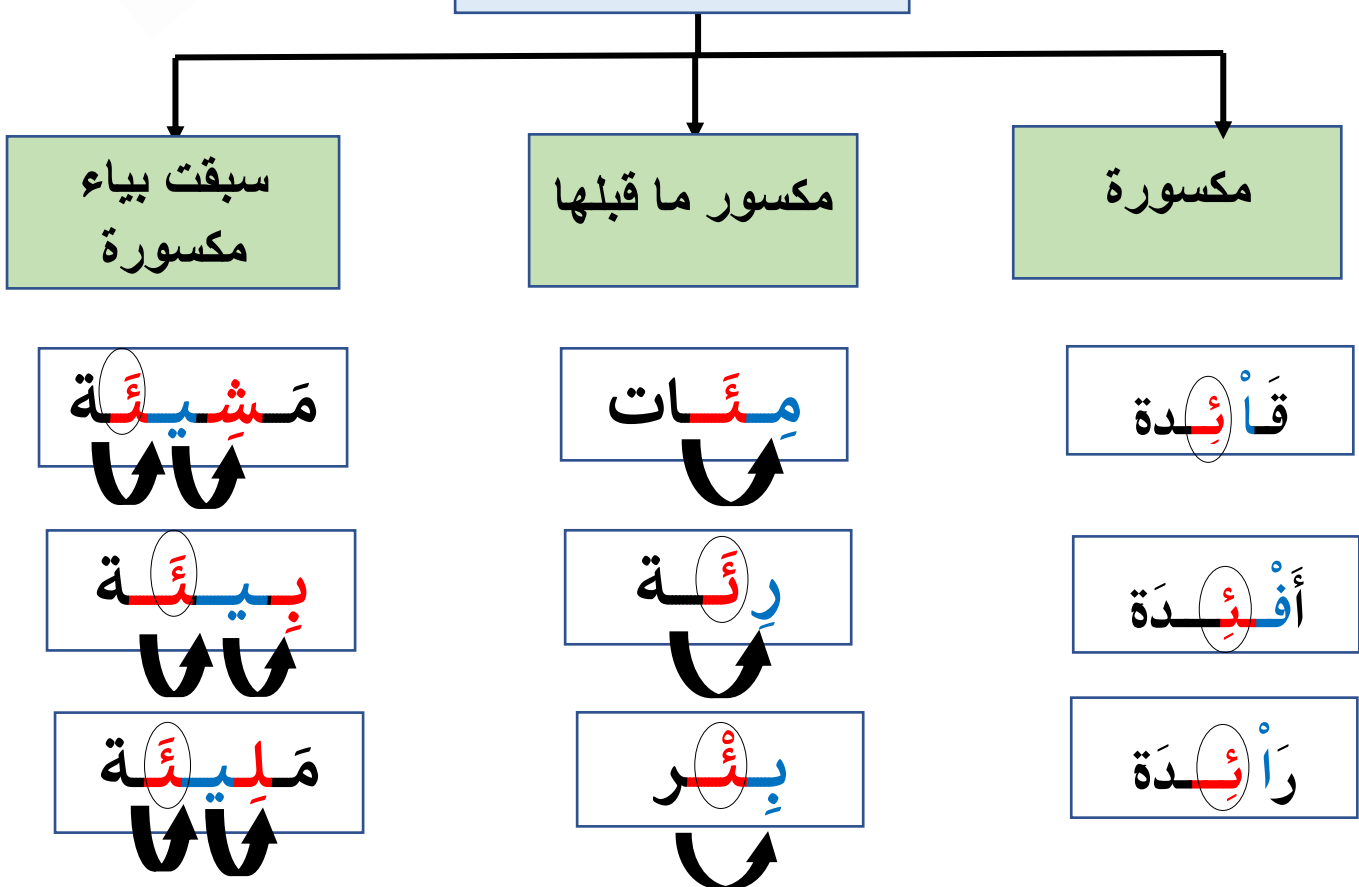 مكسورة
مكسور ما قبلها
سبقت بياء
مكسورة
قَاْئِدة
مِئَات
مَشِيئَة
أَفْئِدَة
رِئَة
بِيئَة
رَاْئِدَة
بِئْر
مَلِيئَة